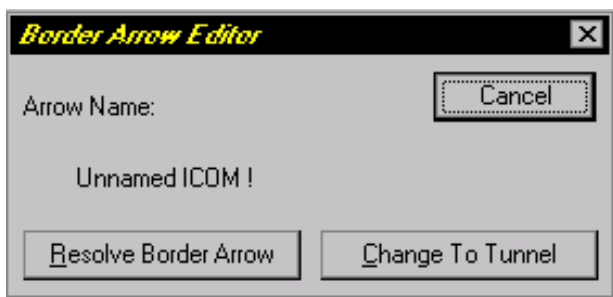 Border Arrow Editor
Cancel
Arrow Name:
Unnamed ICOM !
Resolve Border Arrow
Change To Tunnel